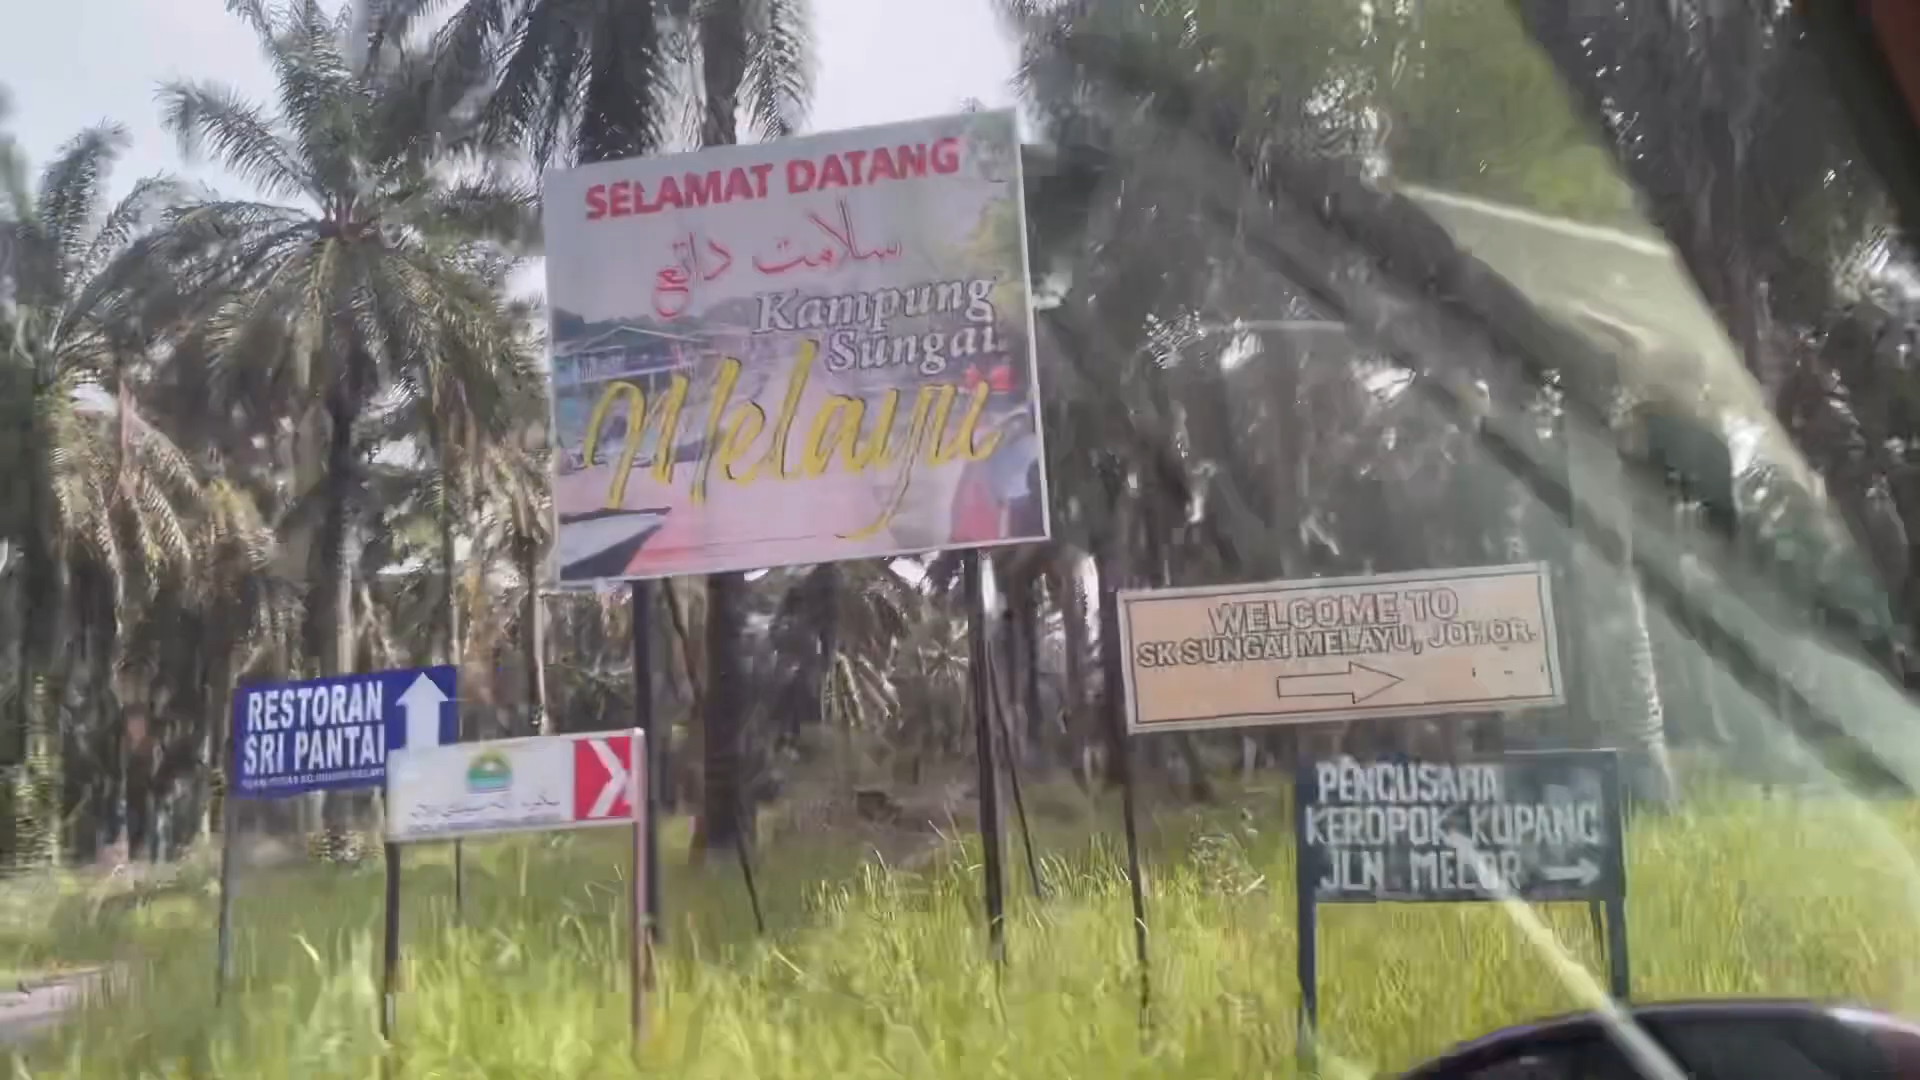 SELAMAT DATANG
سلامت داتڠ
Kampung
Sungai
Melayu
WELCOME TO
SK SUNGAI MELAYU, JOHOR.
RESTORAN
SRI PANTAI
PENGUSAHA
KEROPOK KUPANG
JLN MELOR